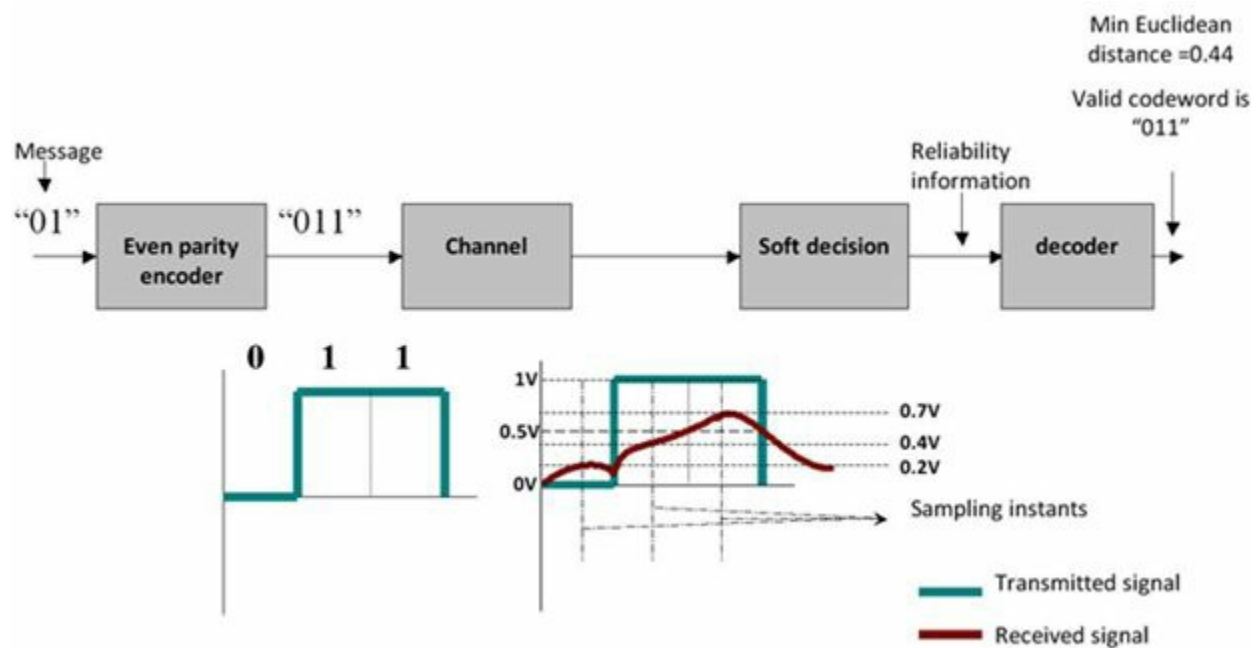 Min Euclidean
distance =0.44
Valid codeword is
“011”
Message
Reliability
information
“01”
“011”
Even parity
encoder
Channel
Soft decision
decoder
0 1 1
1V
0.7V
0.5V
0.4V
0.2V
0V
Sampling instants
Transmitted signal
Received signal